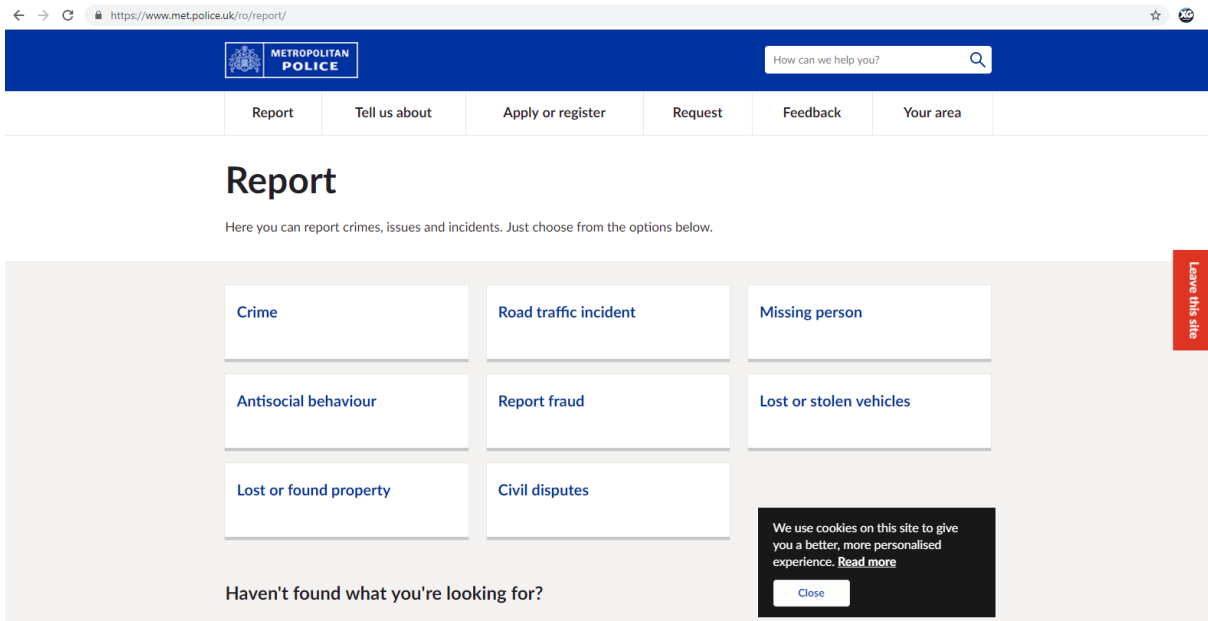 https://www.met.police.uk/ro/report/
XG
METROPOLITAN
POLICE
How can we help you?
Report
Tell us about
Apply or register
Request
Feedback
Your area
Report
Here you can report crimes, issues and incidents. Just choose from the options below.
Leave this site
Crime
Road traffic incident
Missing person
Antisocial behaviour
Report fraud
Lost or stolen vehicles
Lost or found property
Civil disputes
We use cookies on this site to give
you a better, more personalised
experience. Read more
Close
Haven't found what you're looking for?